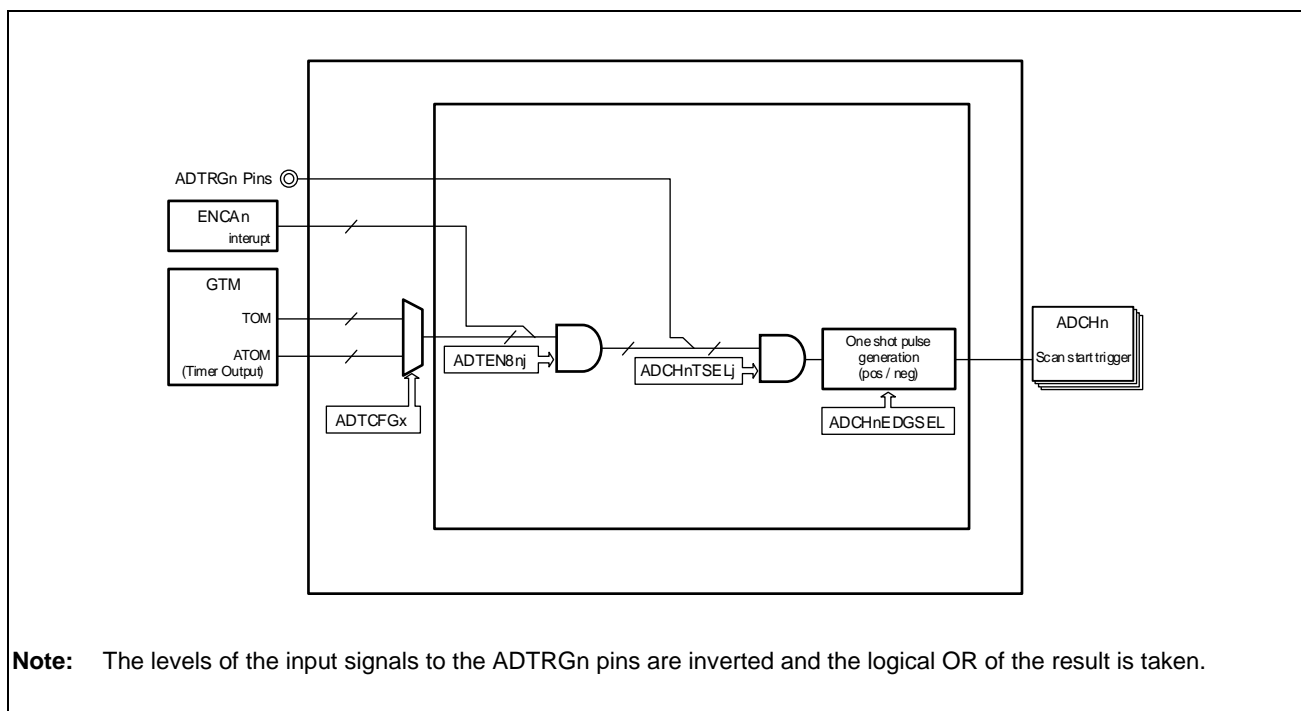 ADTRGn Pins
ENCAn
interupt
GTM
TOM
ATOM
(Timer Output)
ADTCFGx
ADTEN8nj
ADCHnTSELj
One shot pulse
generation
(pos / neg)
ADCHnEDGSEL
ADCHn
Scan start trigger
Note: The levels of the input signals to the ADTRGn pins are inverted and the logical OR of the result is taken.